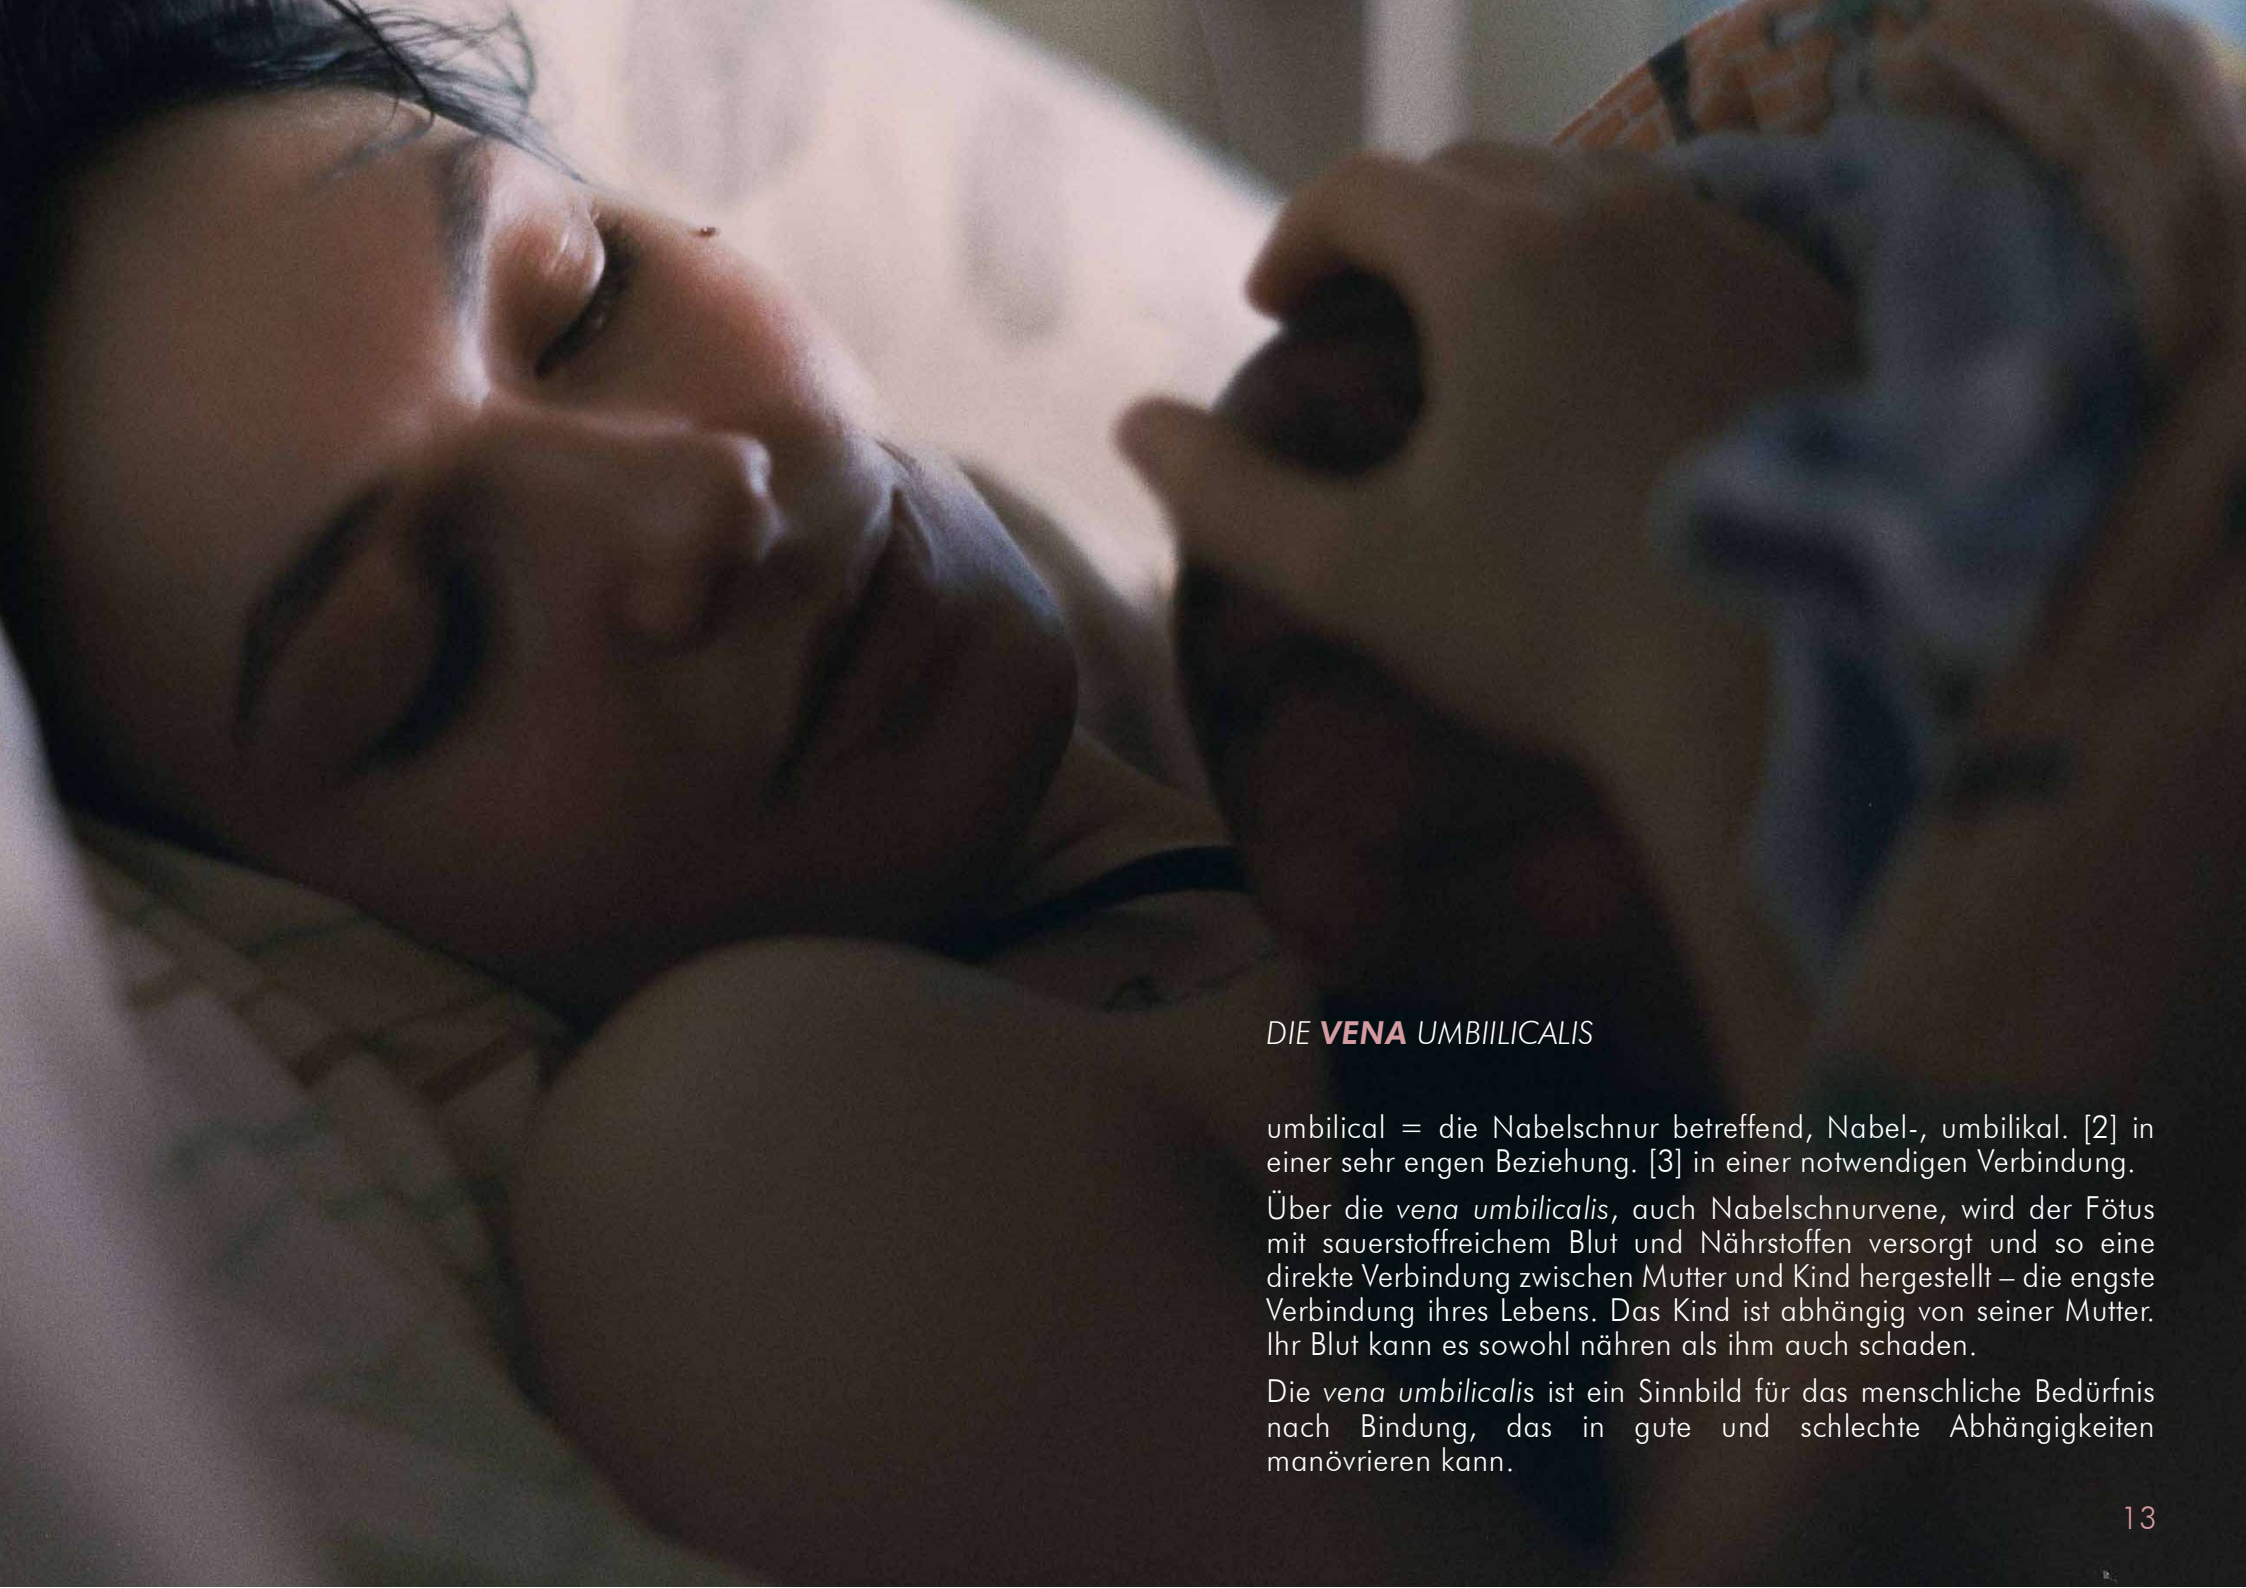 DIE VENA UMBIILICALIS
umbilical = die Nabelschnur betreffend, Nabel-, umbilikal. [2] in
einer sehr engen Beziehung. [3] in einer notwendigen Verbindung.
Über die vena umbilicalis, auch Nabelschnurvene, wird der Fötus
mit sauerstoffreichem Blut und Nährstoffen versorgt und so eine
direkte Verbindung zwischen Mutter und Kind hergestellt – die engste
Verbindung ihres Lebens. Das Kind ist abhängig von seiner Mutter.
Ihr Blut kann es sowohl nähren als ihm auch schaden.
Die vena umbilicalis ist ein Sinnbild für das menschliche Bedürfnis
nach Bindung, das in gute und schlechte Abhängigkeiten
manövrieren kann.
13